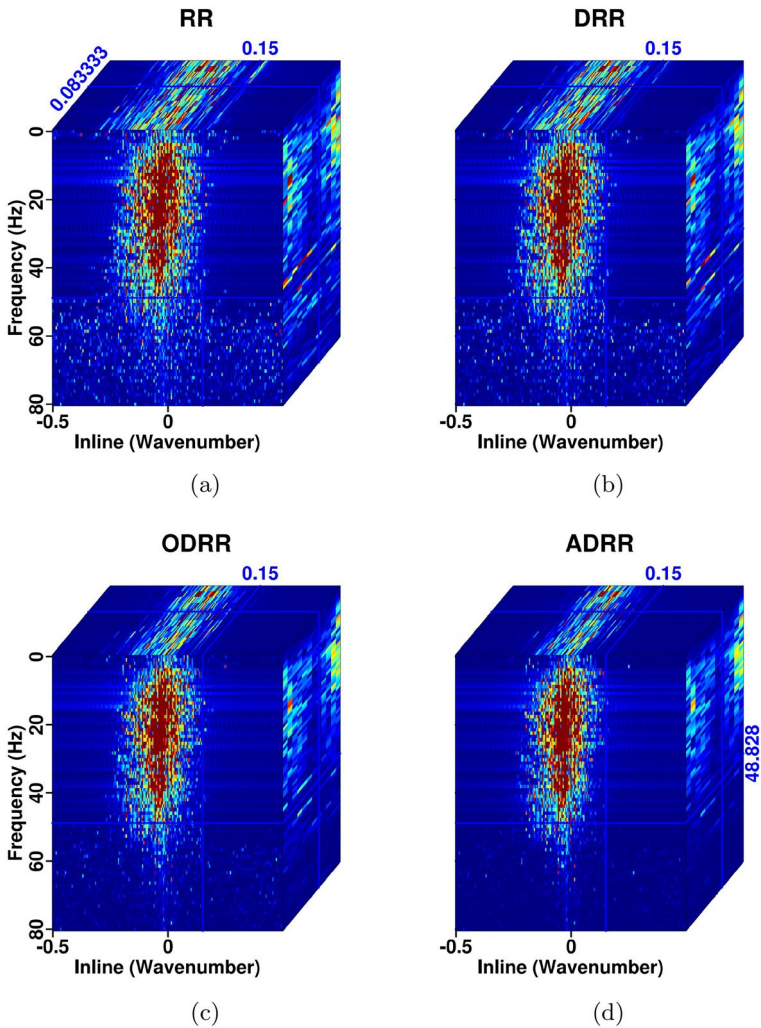 RR
DRR
0.083333
0.15
0.15
0
20
40
60
80
Frequency (Hz)
-0.5
0
-0.5
0
Inline (Wavenumber)
Inline (Wavenumber)
(a)
(b)
ODRR
ADRR
0.15
0.15
0
20
40
60
80
Frequency (Hz)
48.828
-0.5
0
-0.5
0
Inline (Wavenumber)
Inline (Wavenumber)
(c)
(d)